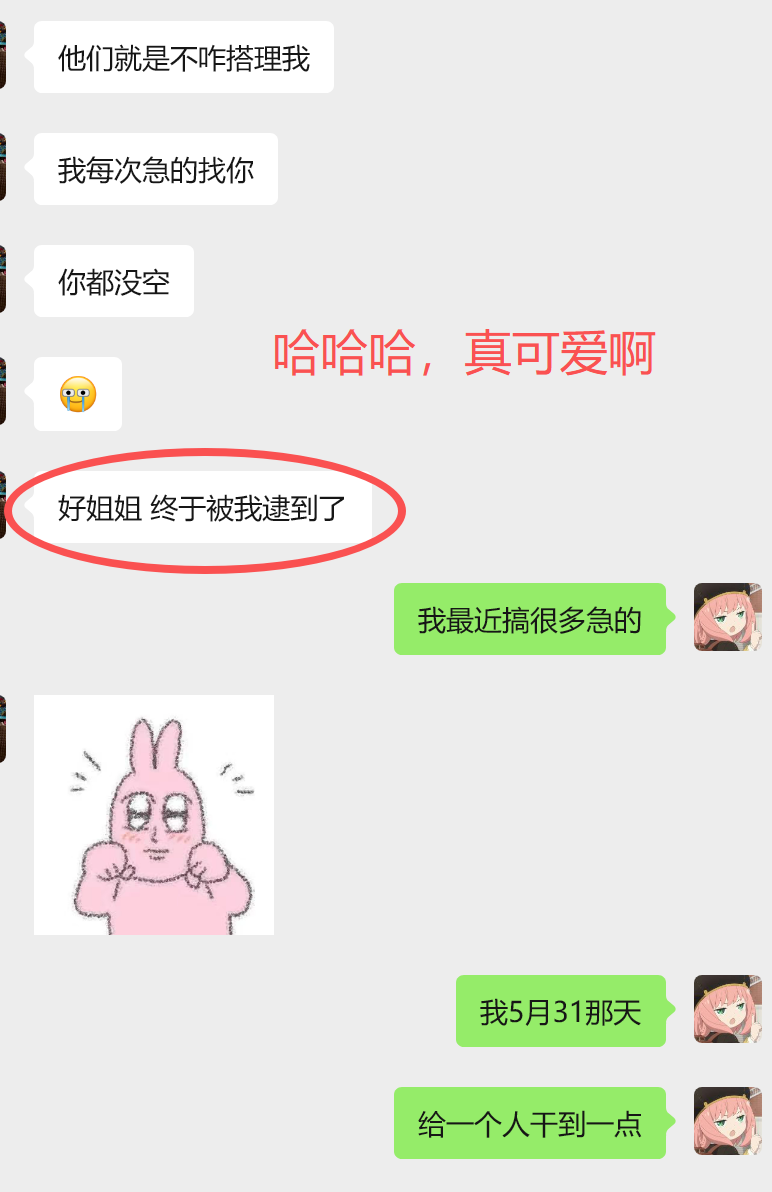 他们就是不咋搭理我
我每次急的找你
你都没空
哈哈哈，真可爱啊
好姐姐 终于被我逮到了
我最近搞很多急的
我5月31那天
给一个人干到一点